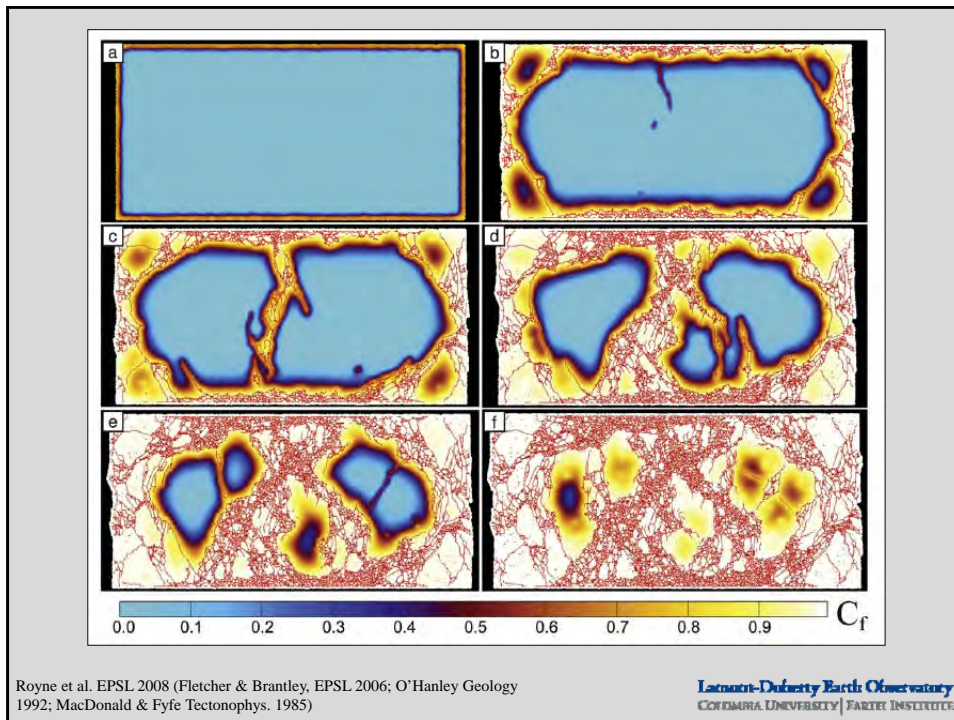 a
b
c
d
e
f
0.0 0.1 0.2 0.3 0.4 0.5 0.6 0.7 0.8 0.9 Cf
Royne et al. EPSL 2008 (Fletcher & Brantley, EPSL 2006; O'Hanley Geology
1992; MacDonald & Fyfe Tectonophys. 1985)
Lamont-Doherty Earth Observatory
COLUMBIA UNIVERSITY | EARTH INSTITUTE